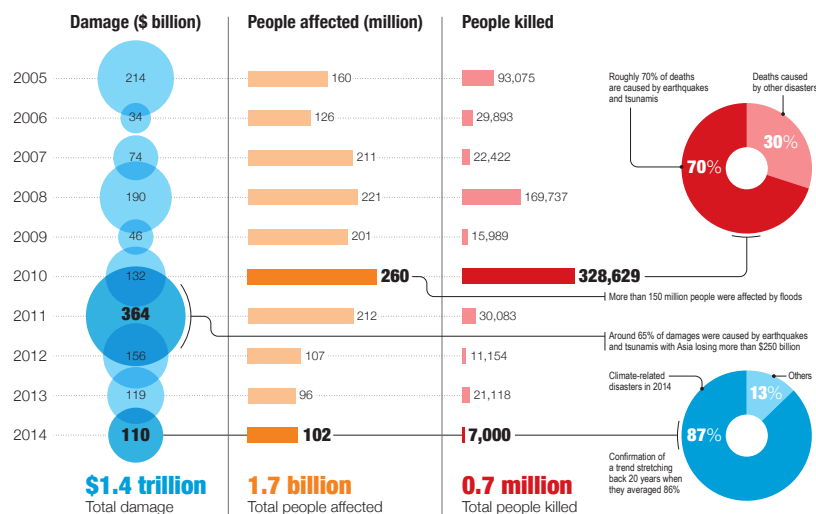 Damage ($ billion) People affected (million) People killed
2005 214 160 93,075
2006 34 126 29,893
2007 74 211 22,422
2008 190 221 169,737
2009 46 201 15,989
2010 132 260 328,629
2011 364 212 30,083
2012 156 107 11,154
2013 119 96 21,118
2014 110 102 7,000
$1.4 trillion
Total damage
1.7 billion
Total people affected
0.7 million
Total people killed
Roughly 70% of deaths
are caused by earthquakes
and tsunamis
Deaths caused
by other disasters
70%
30%
More than 150 million people were affected by floods
Around 65% of damages were caused by earthquakes
and tsunamis with Asia losing more than $250 billion
Climate-related
disasters in 2014
Others
13%
87%
Confirmation of
a trend stretching
back 20 years when
they averaged 86%